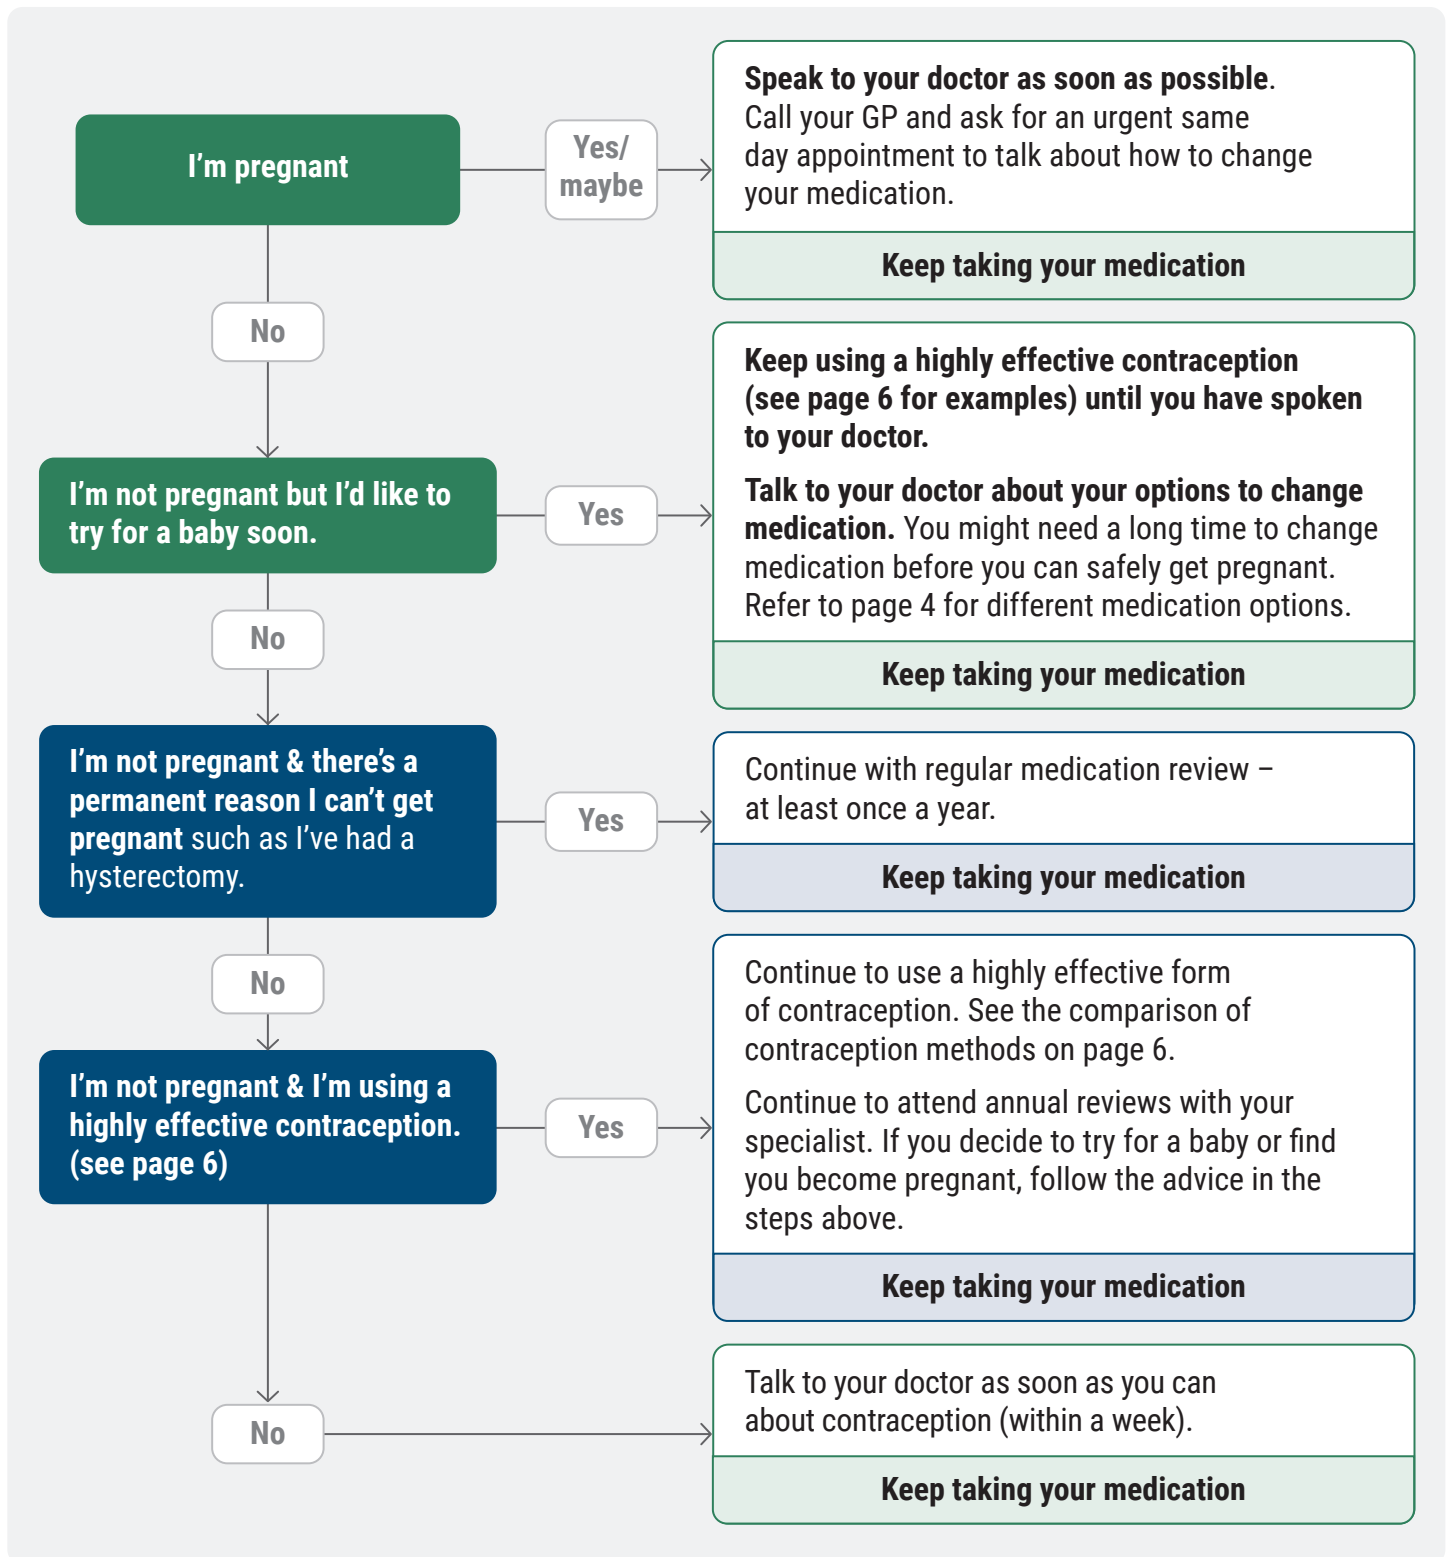 I’m pregnant
Yes/
maybe
Speak to your doctor as soon as possible.
Call your GP and ask for an urgent same
day appointment to talk about how to change
your medication.
Keep taking your medication
No
I’m not pregnant but I’d like to
try for a baby soon.
Yes
Keep using a highly effective contraception
(see page 6 for examples) until you have spoken
to your doctor.
Talk to your doctor about your options to change
medication. You might need a long time to change
medication before you can safely get pregnant.
Refer to page 4 for different medication options.
Keep taking your medication
No
I’m not pregnant & there’s a
permanent reason I can’t get
pregnant such as I’ve had a
hysterectomy.
Yes
Continue with regular medication review –
at least once a year.
Keep taking your medication
No
I’m not pregnant & I’m using a
highly effective contraception.
(see page 6)
Yes
Continue to use a highly effective form
of contraception. See the comparison of
contraception methods on page 6.
Continue to attend annual reviews with your
specialist. If you decide to try for a baby or find
you become pregnant, follow the advice in the
steps above.
Keep taking your medication
No
Talk to your doctor as soon as you can
about contraception (within a week).
Keep taking your medication